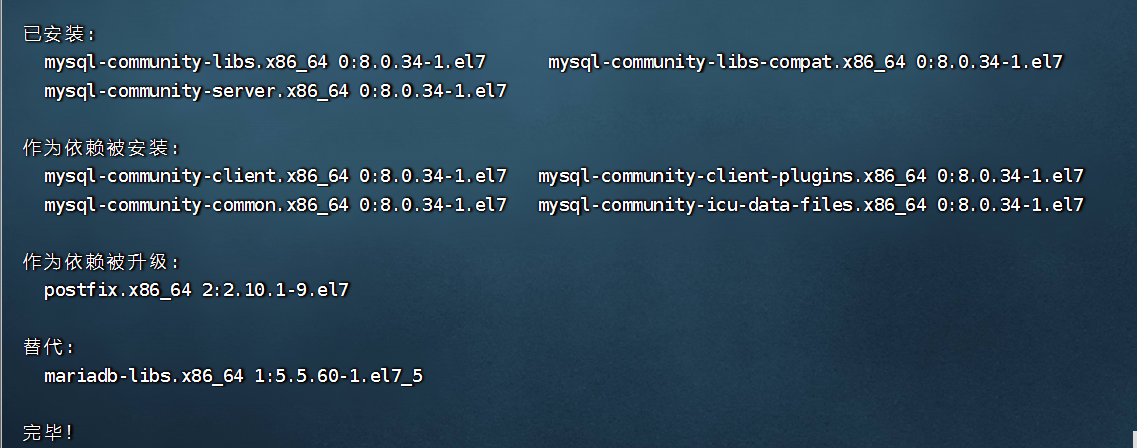 已安装:
mysql-community-libs.x86_64 0:8.0.34-1.el7 mysql-community-libs-compat.x86_64 0:8.0.34-1.el7
mysql-community-server.x86_64 0:8.0.34-1.el7
作为依赖被安装:
mysql-community-client.x86_64 0:8.0.34-1.el7 mysql-community-client-plugins.x86_64 0:8.0.34-1.el7
mysql-community-common.x86_64 0:8.0.34-1.el7 mysql-community-icu-data-files.x86_64 0:8.0.34-1.el7
作为依赖被升级:
postfix.x86_64 2:2.10.1-9.el7
替代:
mariadb-libs.x86_64 1:5.5.60-1.el7_5
完毕!